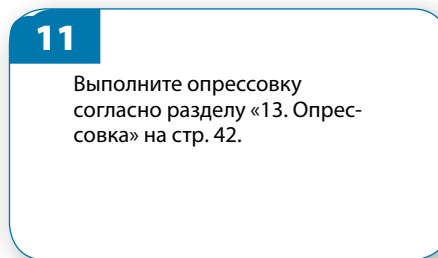 11
Выполните опрессовку
согласно разделу «13. Опрес-
совка» на стр. 42.